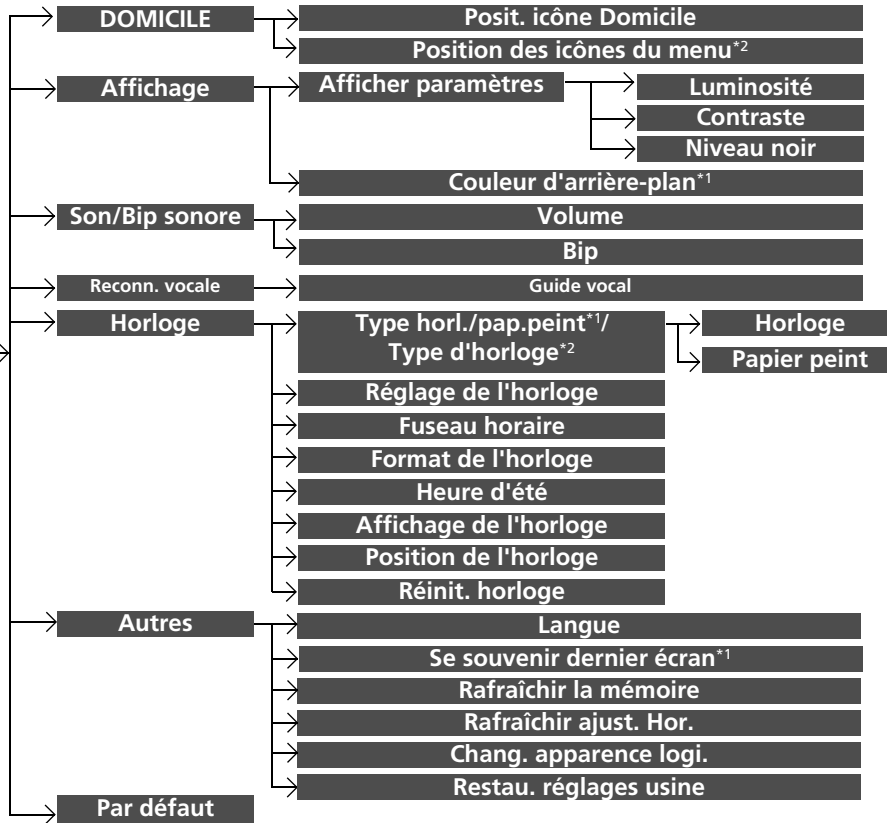 DOMICILE
Posit. icône Domicile
Position des icônes du menu*2
Affichage
Afficher paramètres
Luminosité
Contraste
Niveau noir
Couleur d'arrière-plan*1
Son/Bip sonore
Volume
Bip
Reconn. vocale
Guide vocal
Horloge
Type horl./pap.peint*1/
Type d'horloge*2
Horloge
Papier peint
Réglage de l'horloge
Fuseau horaire
Format de l'horloge
Heure d'été
Affichage de l'horloge
Position de l'horloge
Réinit. horloge
Autres
Langue
Se souvenir dernier écran*1
Rafraîchir la mémoire
Rafraîchir ajust. Hor.
Chang. apparence logi.
Restau. réglages usine
Par défaut